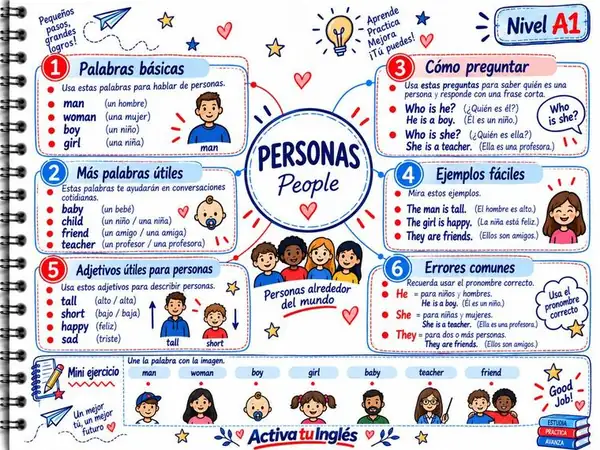 Pequeños
pasos,
grandes
logros!
Aprende
Practica
Mejora
¡Tú puedes!
Nivel A1
PERSONAS
People
1 Palabras básicas
Usa estas palabras para hablar de personas.
man (un hombre)
woman (una mujer)
boy (un niño)
girl (una niña)
man
2 Más palabras útiles
Estas palabras te ayudarán en conversaciones
cotidianas.
baby (un bebé)
child (un niño / una niña)
friend (un amigo / una amiga)
teacher (un profesor / una profesora)
5 Adjetivos útiles para personas
Usa estos adjetivos para describir personas.
tall (alto / alta)
short (bajo / baja)
happy (feliz)
sad (triste)
tall
short
3 Cómo preguntar
Usa estas preguntas para saber quién es una
persona y responde con una frase corta.
Who is he? (¿Quién es él?)
He is a boy. (Él es un niño.)
Who is she? (¿Quién es ella?)
She is a teacher. (Ella es una profesora.)
Who
is she?
4 Ejemplos fáciles
Mira estos ejemplos.
The man is tall. (El hombre es alto.)
The girl is happy. (La niña está feliz.)
They are friends. (Ellos son amigos.)
6 Errores comunes
Recuerda usar el pronombre correcto.
He = para niños y hombres.
He is a boy. (Él es un niño.)
She = para niñas y mujeres.
She is a teacher. (Ella es una profesora.)
They = para dos o más personas.
They are friends. (Ellos son amigos.)
Usa el
pronombre
correcto
Personas alrededor
del mundo
Mini ejercicio
Une la palabra con la imagen.
man woman boy girl baby teacher friend
Un mejor
tú, un mejor
futuro
Good
Job!
ESTUDIA
PRACTICA
AVANZA
Activa tu Inglés